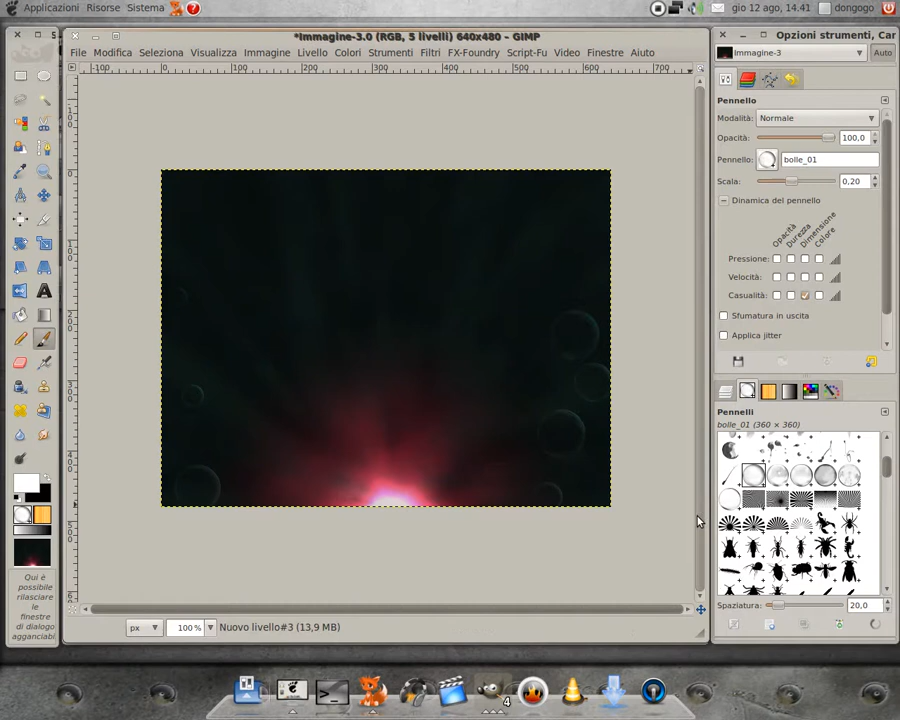 Applicazioni Risorse Sistema
gio 12 ago, 14.41 dongogo
*Immagine-3.0 (RGB, 5 livelli) 640x480 – GIMP
Opzioni strumenti, Car
File Modifica Seleziona Visualizza Immagine Livello Colori Strumenti Filtri FX-Foundry Script-Fu Video Finestre Aiuto
Immagine-3
Auto
-100 0 100 200 300 400 500 600 700
Pennello
Modalità: Normale
Opacità: 100,0
Pennello: bolle_01
Scala: 0,20
Dinamica del pennello
Opacità
Durezza
Dimensione
Colore
Pressione:
Velocità:
Casualità:
Sfumatura in uscita
Applica jitter
Pennelli
bolle_01 (360 × 360)
Spaziatura: 20,0
Qui è
possibile
rilasciare
le
finestre
di dialogo
agganciabili.
px 100% Nuovo livello#3 (13,9 MB)
4